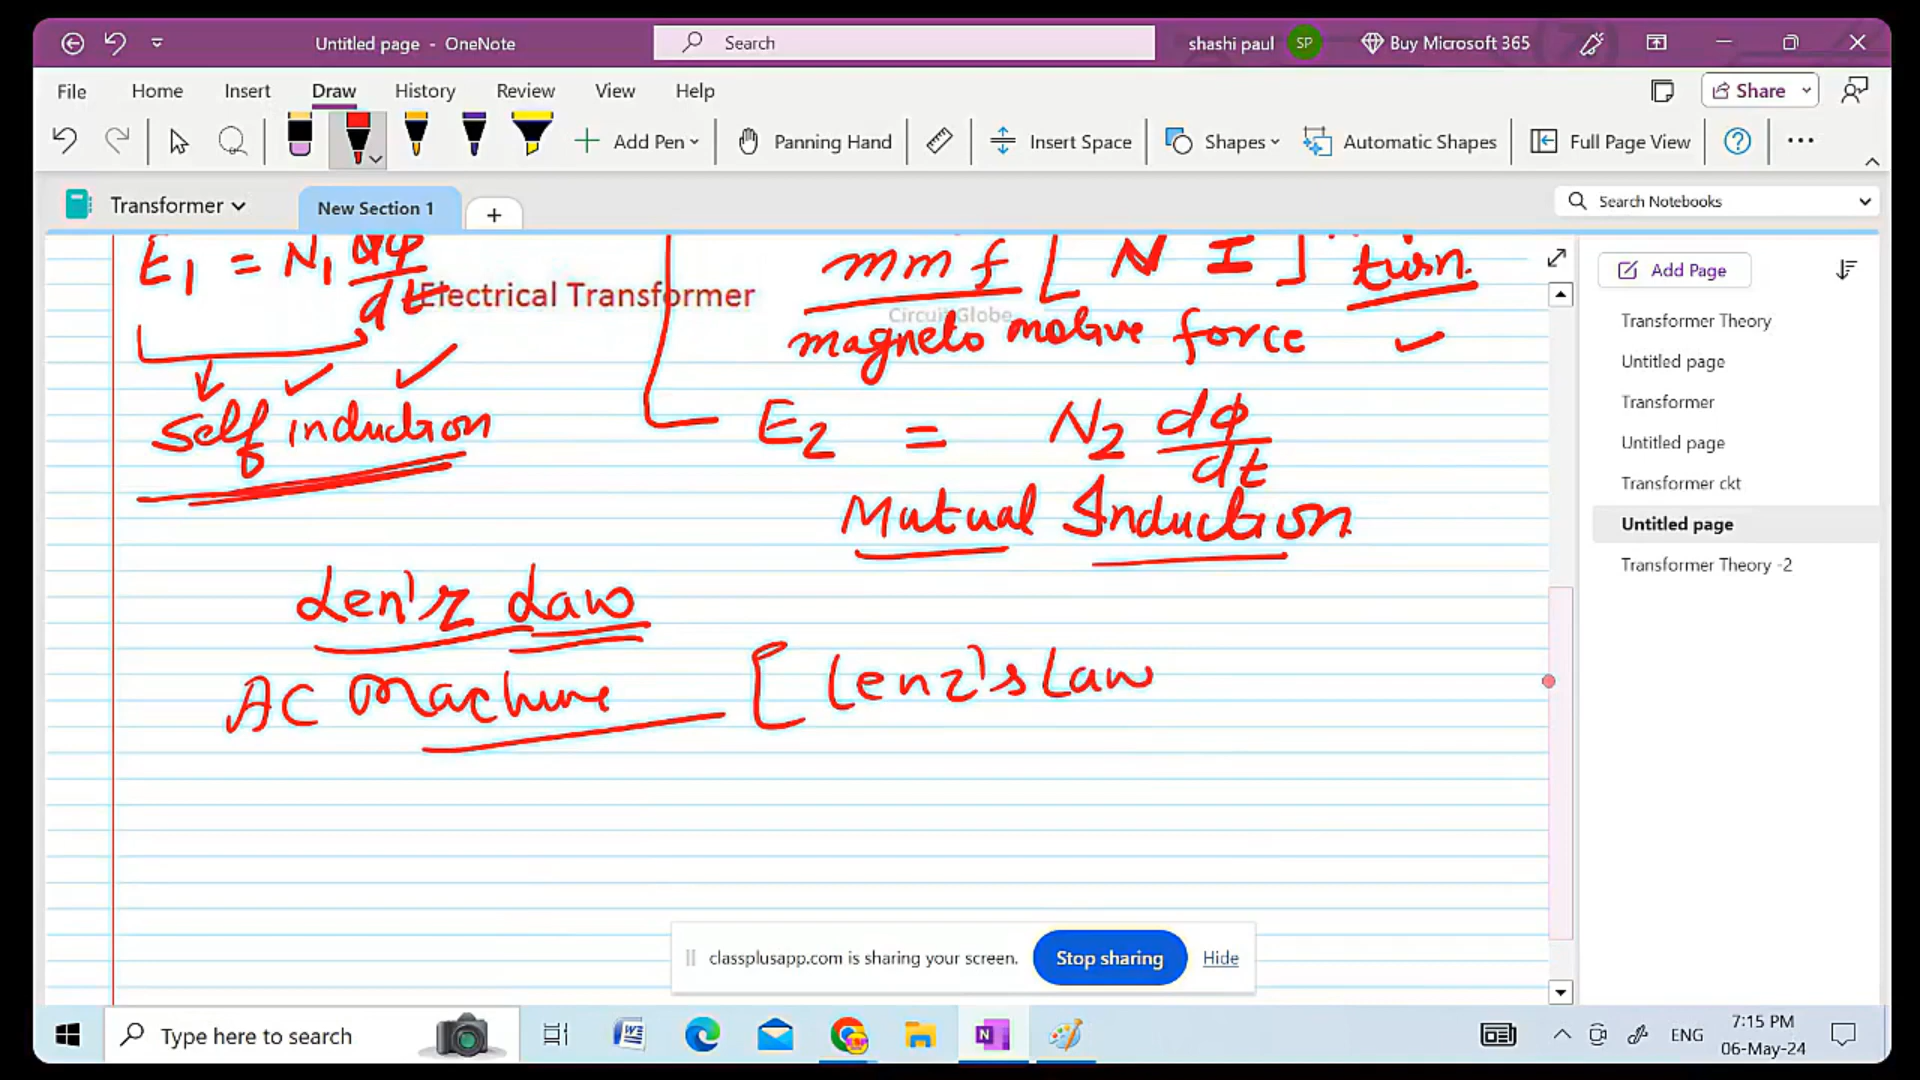 Untitled page - OneNote
Search
shashi paul
SP
Buy Microsoft 365
File Home Insert Draw History Review View Help
Share
Add Pen
Panning Hand
Insert Space
Shapes
Automatic Shapes
Full Page View
Transformer
New Section 1
Search Notebooks
E1 = N1 dφ/dt
Electrical Transformer
mmf [ N I ] turn.
Circuit Globe
magneto motive force
Self induction
E2 = N2 dφ/dt
Mutual Induction
Len'z Law
AC Machine [ Lenz's Law
Add Page
Transformer Theory
Untitled page
Transformer
Untitled page
Transformer ckt
Untitled page
Transformer Theory -2
classplusapp.com is sharing your screen.
Stop sharing
Hide
Type here to search
ENG
7:15 PM
06-May-24